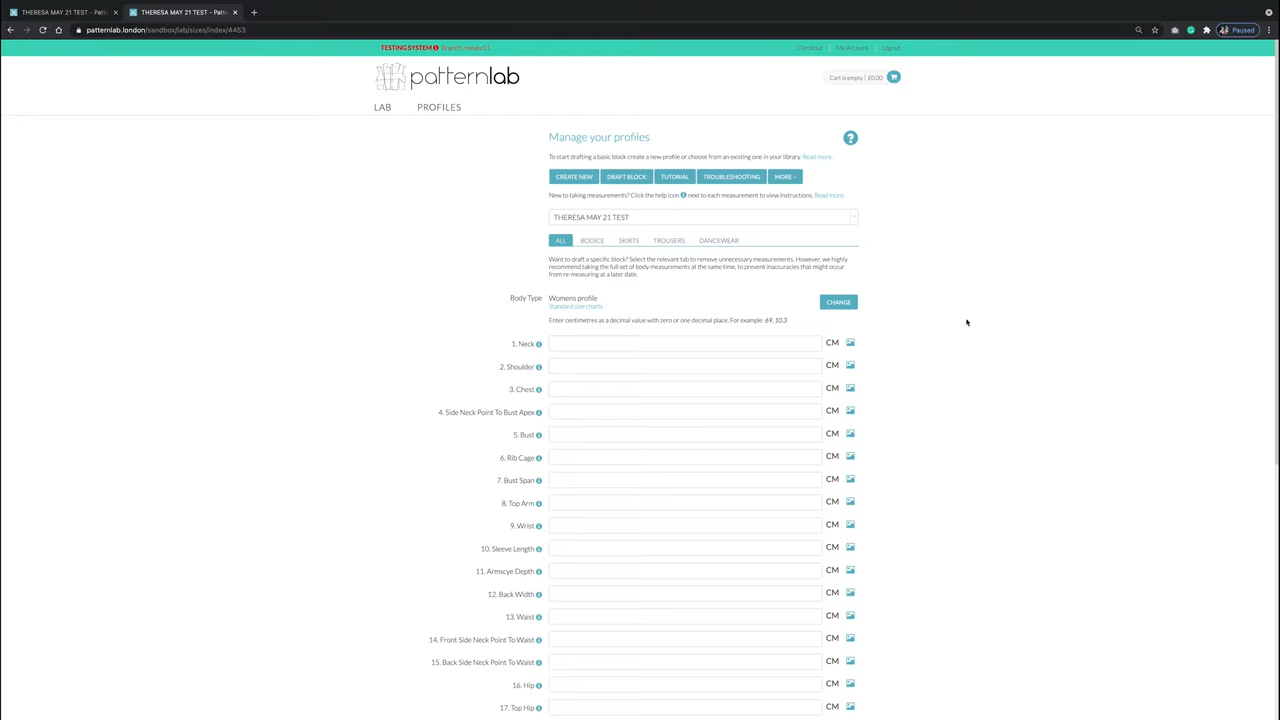 THERESA MAY 21 TEST - Patt
THERESA MAY 21 TEST - Patt
patternlab.london/sandbox/lab/sizes/index/4453
Paused
TESTING SYSTEM
Checkout
My Account
Logout
patternlab
Cart is empty | £0.00
LAB
PROFILES
Manage your profiles
To start drafting a basic block create a new profile or choose from an existing one in your library. Read more.
CREATE NEW
DRAFT BLOCK
TUTORIAL
TROUBLESHOOTING
MORE
New to taking measurements? Click the help icon next to each measurement to view instructions. Read more
THERESA MAY 21 TEST
ALL
BODICE
SKIRTS
TROUSERS
DANCEWEAR
Want to draft a specific block? Select the relevant tab to remove unnecessary measurements. However, we highly
recommend taking the full set of body measurements at the same time, to prevent inaccuracies that might occur
from re-measuring at a later date.
Body Type
Womens profile
Standard size charts
CHANGE
Enter centimetres as a decimal value with zero or one decimal place. For example 69, 10.3
1. Neck
CM
2. Shoulder
CM
3. Chest
CM
4. Side Neck Point To Bust Apex
CM
5. Bust
CM
6. Rib Cage
CM
7. Bust Span
CM
8. Top Arm
CM
9. Wrist
CM
10. Sleeve Length
CM
11. Armscye Depth
CM
12. Back Width
CM
13. Waist
CM
14. Front Side Neck Point To Waist
CM
15. Back Side Neck Point To Waist
CM
16. Hip
CM
17. Top Hip
CM